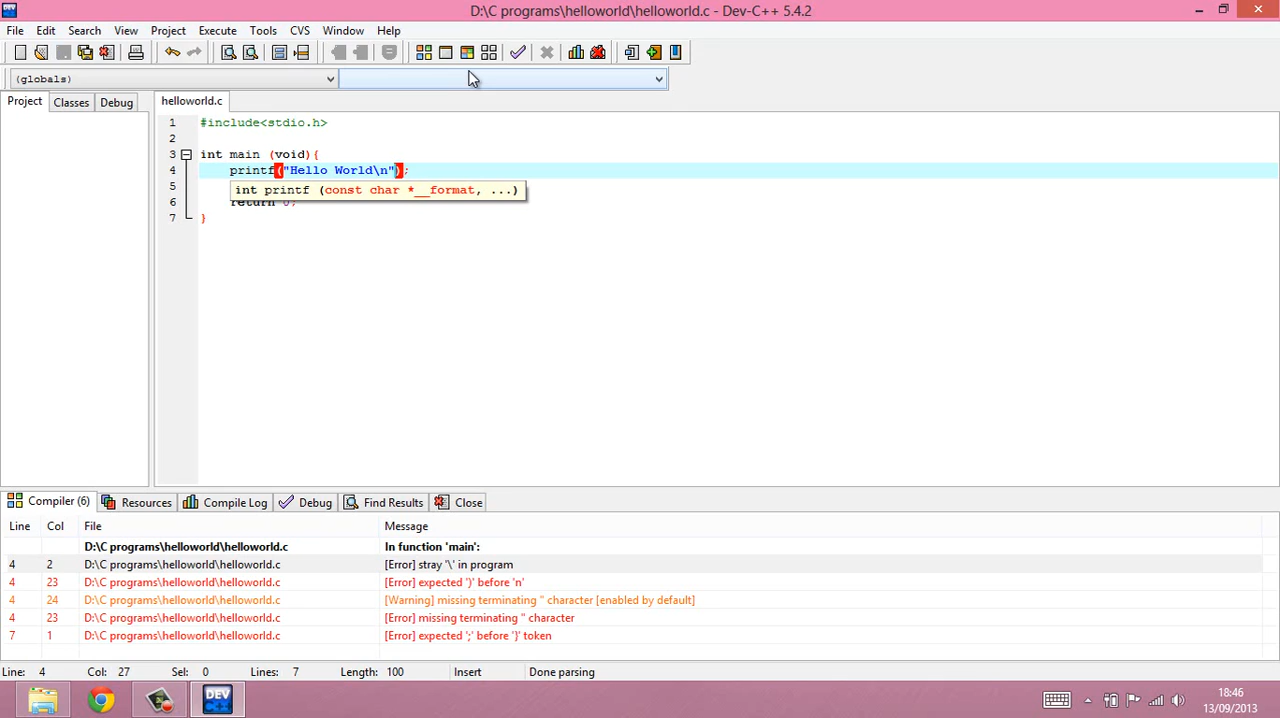 D:\C programs\helloworld\helloworld.c - Dev-C++ 5.4.2
File Edit Search View Project Execute Tools CVS Window Help
(globals)
Project Classes Debug helloworld.c
1 #include<stdio.h>
2
3 int main (void){
4 printf("Hello World\n");
5 int printf (const char *__format, ...)
6 return 0;
7 }
Compiler (6) Resources Compile Log Debug Find Results Close
Line Col File Message
D:\C programs\helloworld\helloworld.c In function 'main':
4 2 D:\C programs\helloworld\helloworld.c [Error] stray '\' in program
4 23 D:\C programs\helloworld\helloworld.c [Error] expected ')' before 'n'
4 24 D:\C programs\helloworld\helloworld.c [Warning] missing terminating " character [enabled by default]
4 23 D:\C programs\helloworld\helloworld.c [Error] missing terminating " character
7 1 D:\C programs\helloworld\helloworld.c [Error] expected ';' before '}' token
Line: 4 Col: 27 Sel: 0 Lines: 7 Length: 100 Insert Done parsing
DEV C++
18:46
13/09/2013